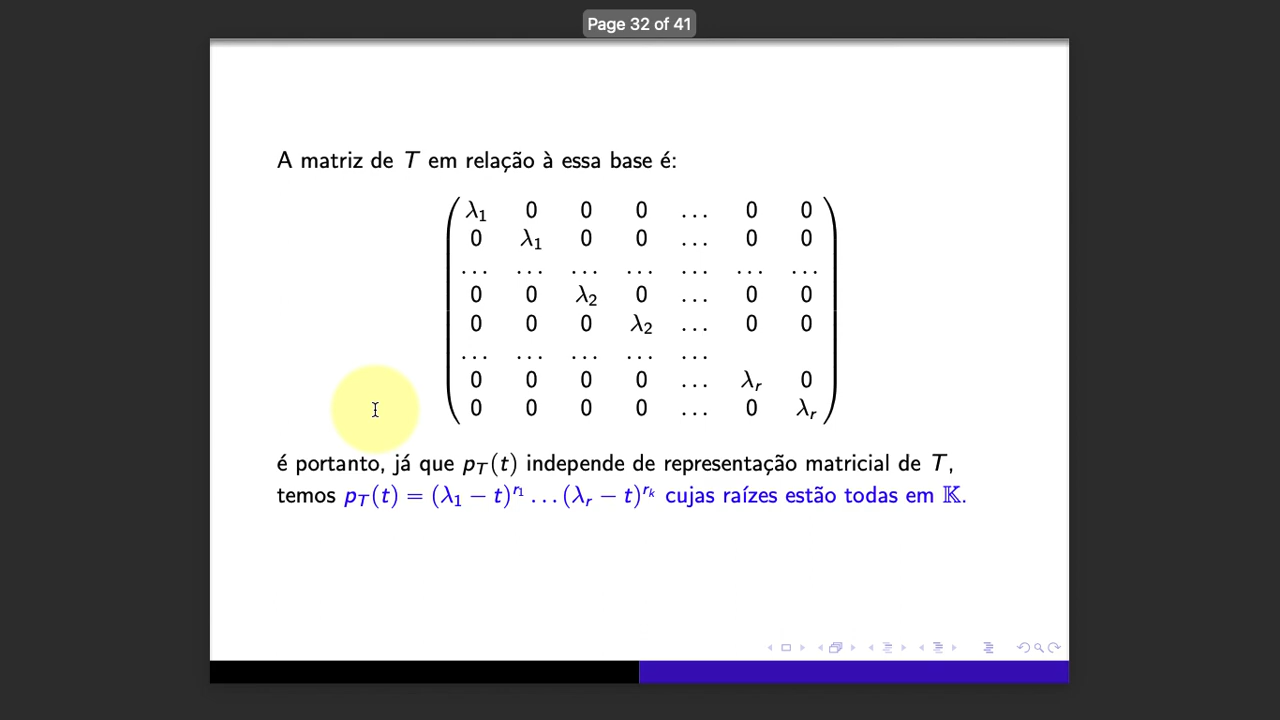 Page 32 of 41
A matriz de T em relação à essa base é:
λ₁ 0 0 0 ... 0 0
0 λ₁ 0 0 ... 0 0
... ... ... ... ... ... ...
0 0 λ₂ 0 ... 0 0
0 0 0 λ₂ ... 0 0
... ... ... ... ...
0 0 0 0 ... λᵣ 0
0 0 0 0 ... 0 λᵣ
é portanto, já que p_T(t) independe de representação matricial de T,
temos p_T(t) = (λ₁ − t)^{r₁} ... (λᵣ − t)^{r_k} cujas raízes estão todas em 𝕂.